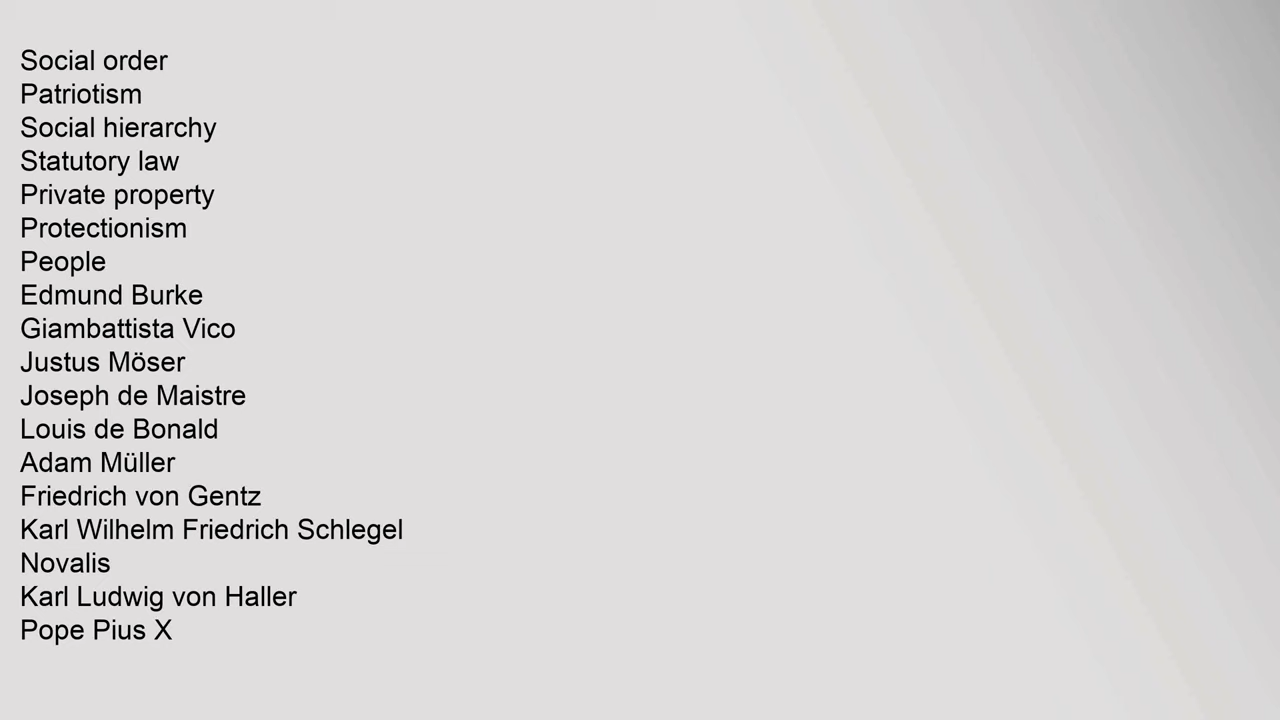 Social order
Patriotism
Social hierarchy
Statutory law
Private property
Protectionism
People
Edmund Burke
Giambattista Vico
Justus Möser
Joseph de Maistre
Louis de Bonald
Adam Müller
Friedrich von Gentz
Karl Wilhelm Friedrich Schlegel
Novalis
Karl Ludwig von Haller
Pope Pius X